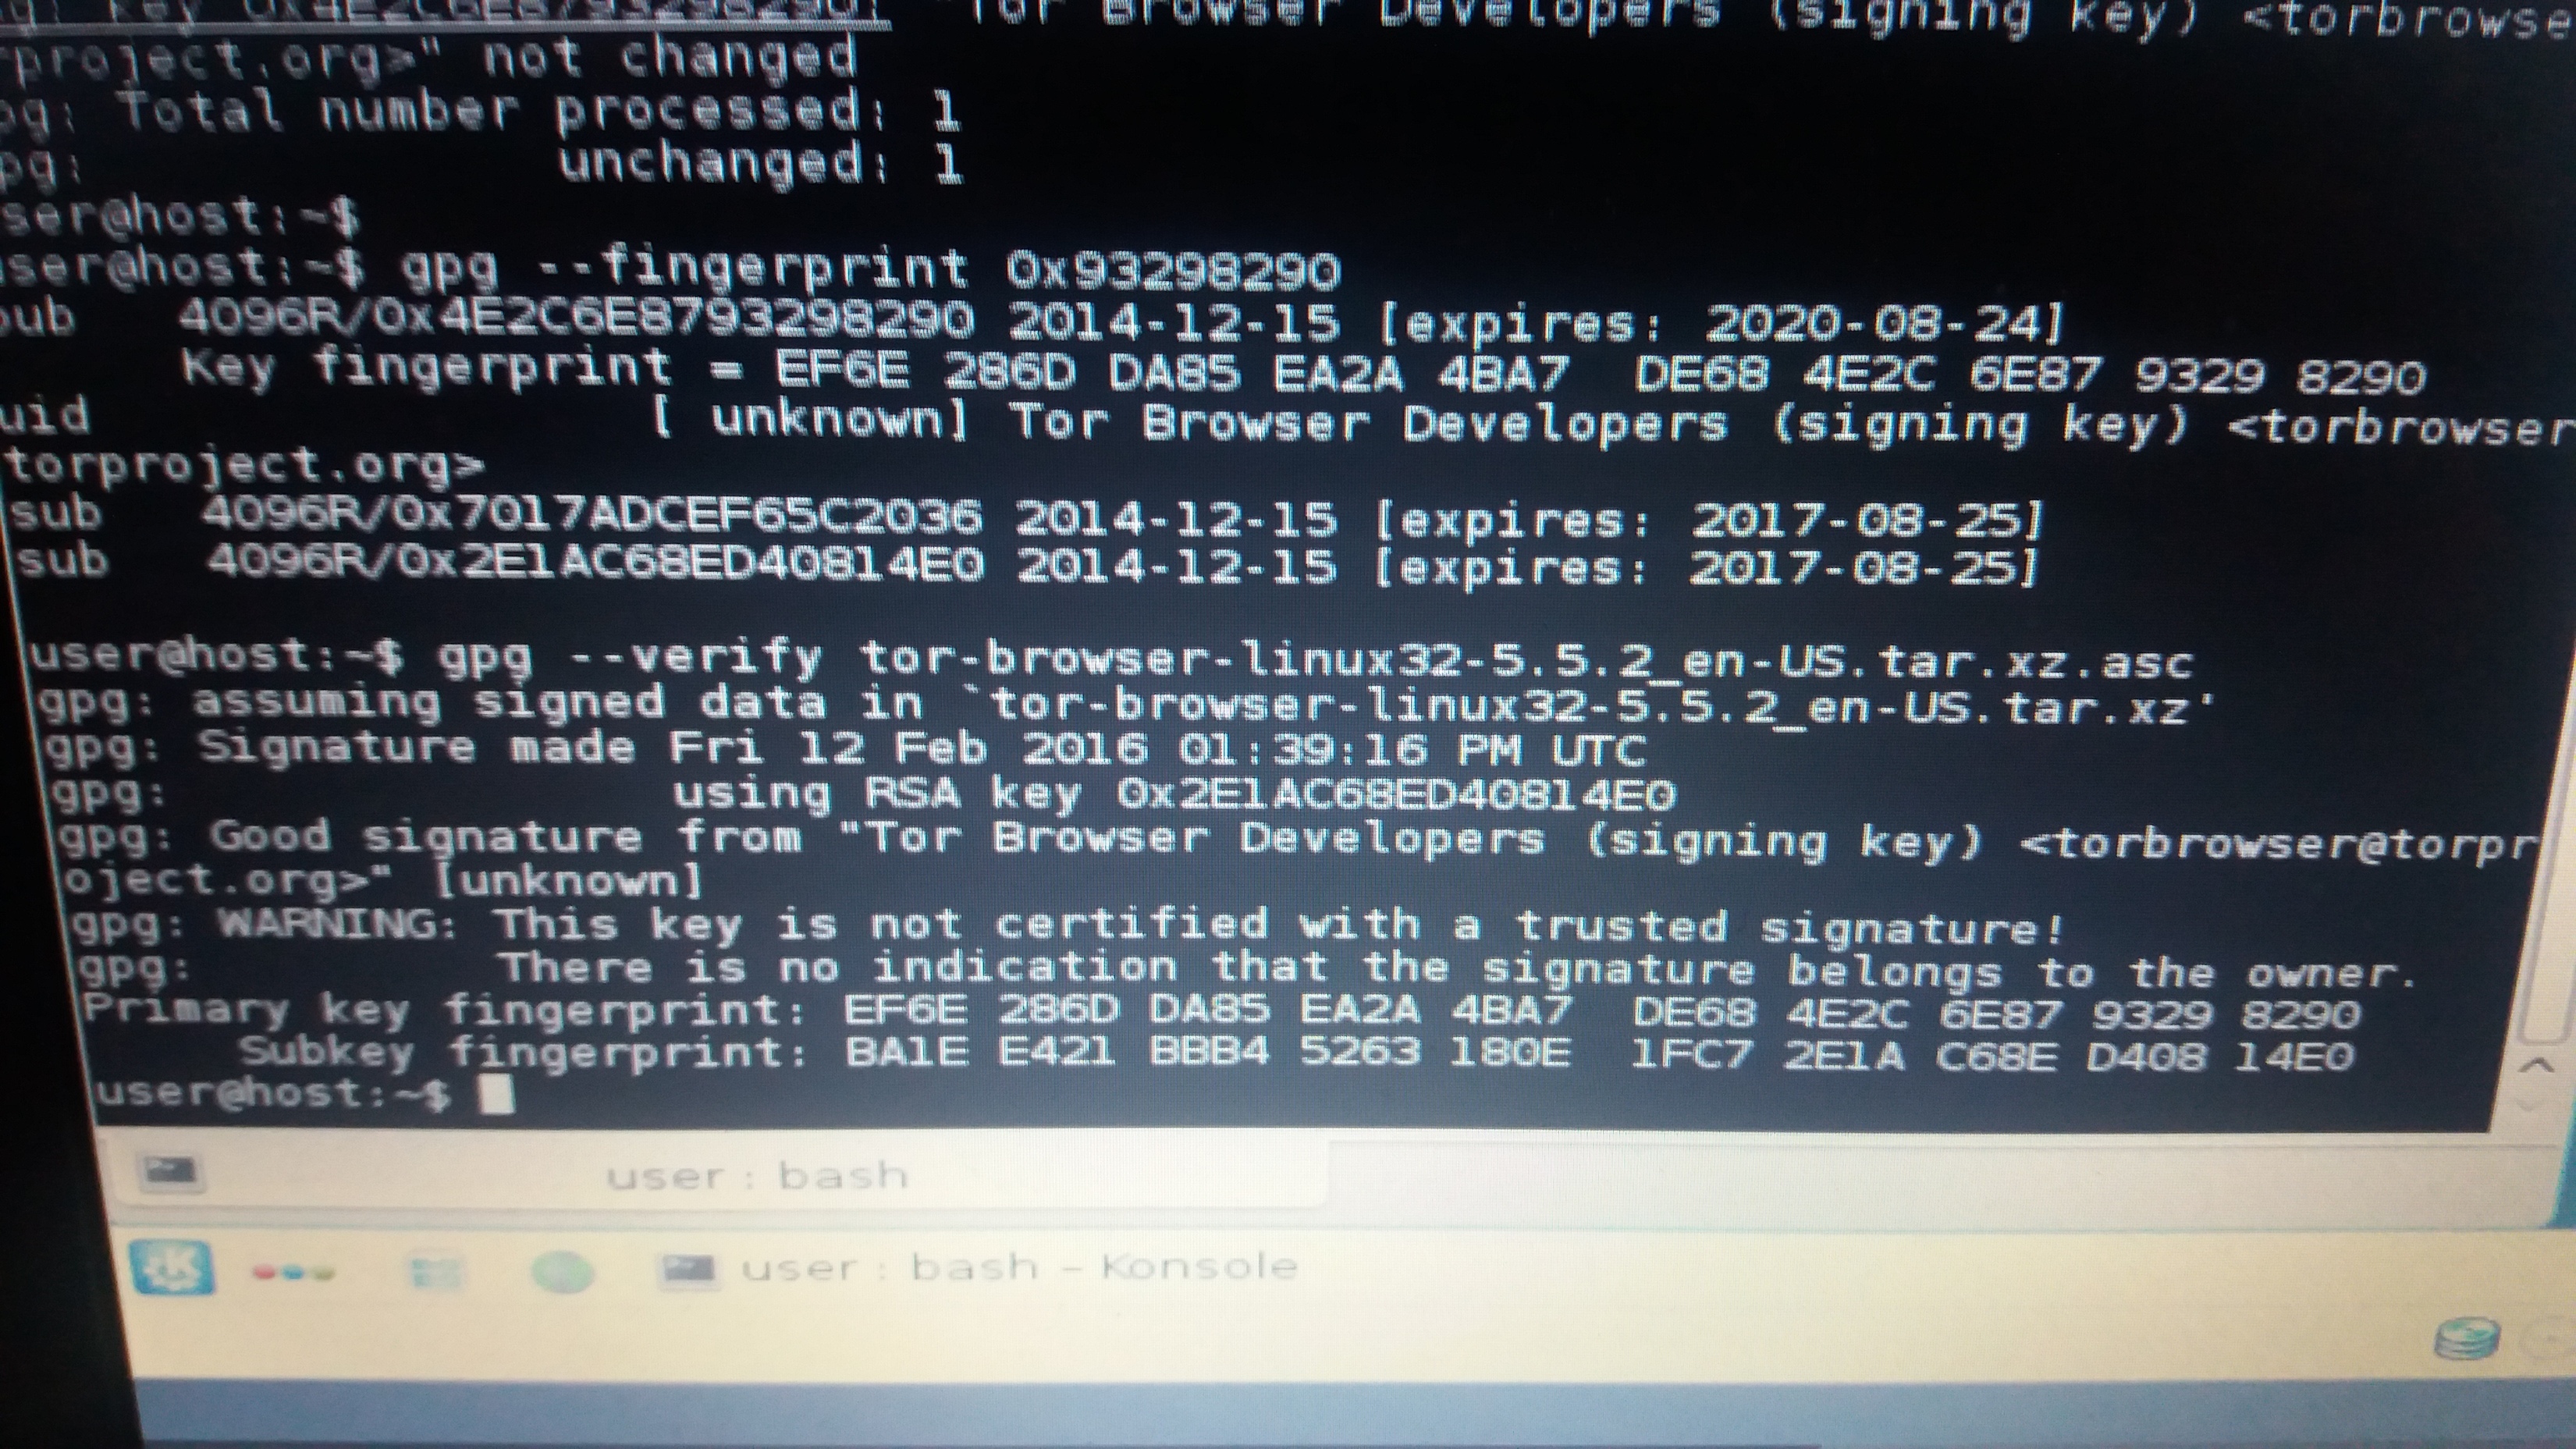 key 0x4E2C6E8793298290: "Tor Browser Developers (signing key) <torbrowse
project.org>" not changed
pg: Total number processed: 1
pg:                unchanged: 1
ser@host:~$
user@host:~$ gpg --fingerprint 0x93298290
pub   4096R/0x4E2C6E8793298290 2014-12-15 [expires: 2020-08-24]
Key fingerprint = EF6E 286D DA85 EA2A 4BA7  DE68 4E2C 6E87 9329 8290
uid                [ unknown] Tor Browser Developers (signing key) <torbrowser
torproject.org>
sub   4096R/0x7017ADCEF65C2036 2014-12-15 [expires: 2017-08-25]
sub   4096R/0x2E1AC68ED40814E0 2014-12-15 [expires: 2017-08-25]
user@host:~$ gpg --verify tor-browser-linux32-5.5.2_en-US.tar.xz.asc
gpg: assuming signed data in `tor-browser-linux32-5.5.2_en-US.tar.xz'
gpg: Signature made Fri 12 Feb 2016 01:39:16 PM UTC
gpg:                using RSA key 0x2E1AC68ED40814E0
gpg: Good signature from "Tor Browser Developers (signing key) <torbrowser@torpr
oject.org>" [unknown]
gpg: WARNING: This key is not certified with a trusted signature!
gpg:          There is no indication that the signature belongs to the owner.
Primary key fingerprint: EF6E 286D DA85 EA2A 4BA7  DE68 4E2C 6E87 9329 8290
Subkey fingerprint: BA1E E421 BBB4 5263 180E  1FC7 2E1A C68E D408 14E0
user@host:~$
user : bash
user : bash – Konsole